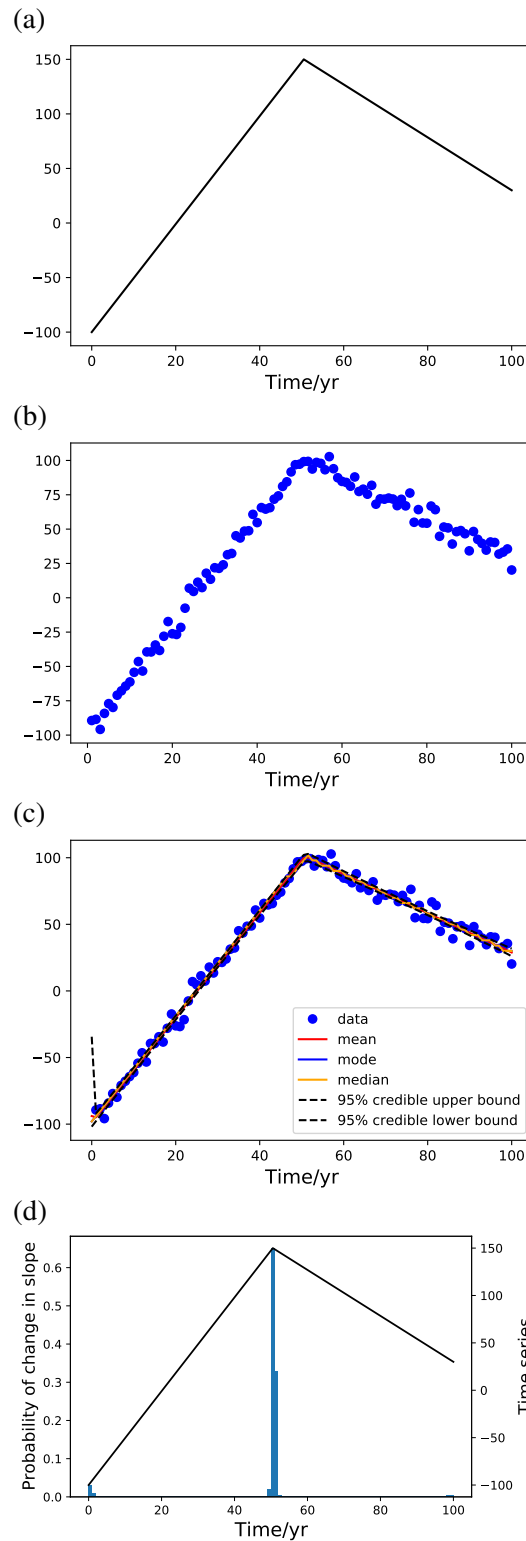 (a)
150
100
50
0
−50
−100
0 20 40 60 80 100
Time/yr
(b)
100
75
50
25
0
−25
−50
−75
−100
0 20 40 60 80 100
Time/yr
(c)
100
50
0
−50
−100
data
mean
mode
median
95% credible upper bound
95% credible lower bound
0 20 40 60 80 100
Time/yr
(d)
Probability of change in slope
0.6
0.5
0.4
0.3
0.2
0.1
0.0
150
100
50
0
−50
−100
Time series
0 20 40 60 80 100
Time/yr